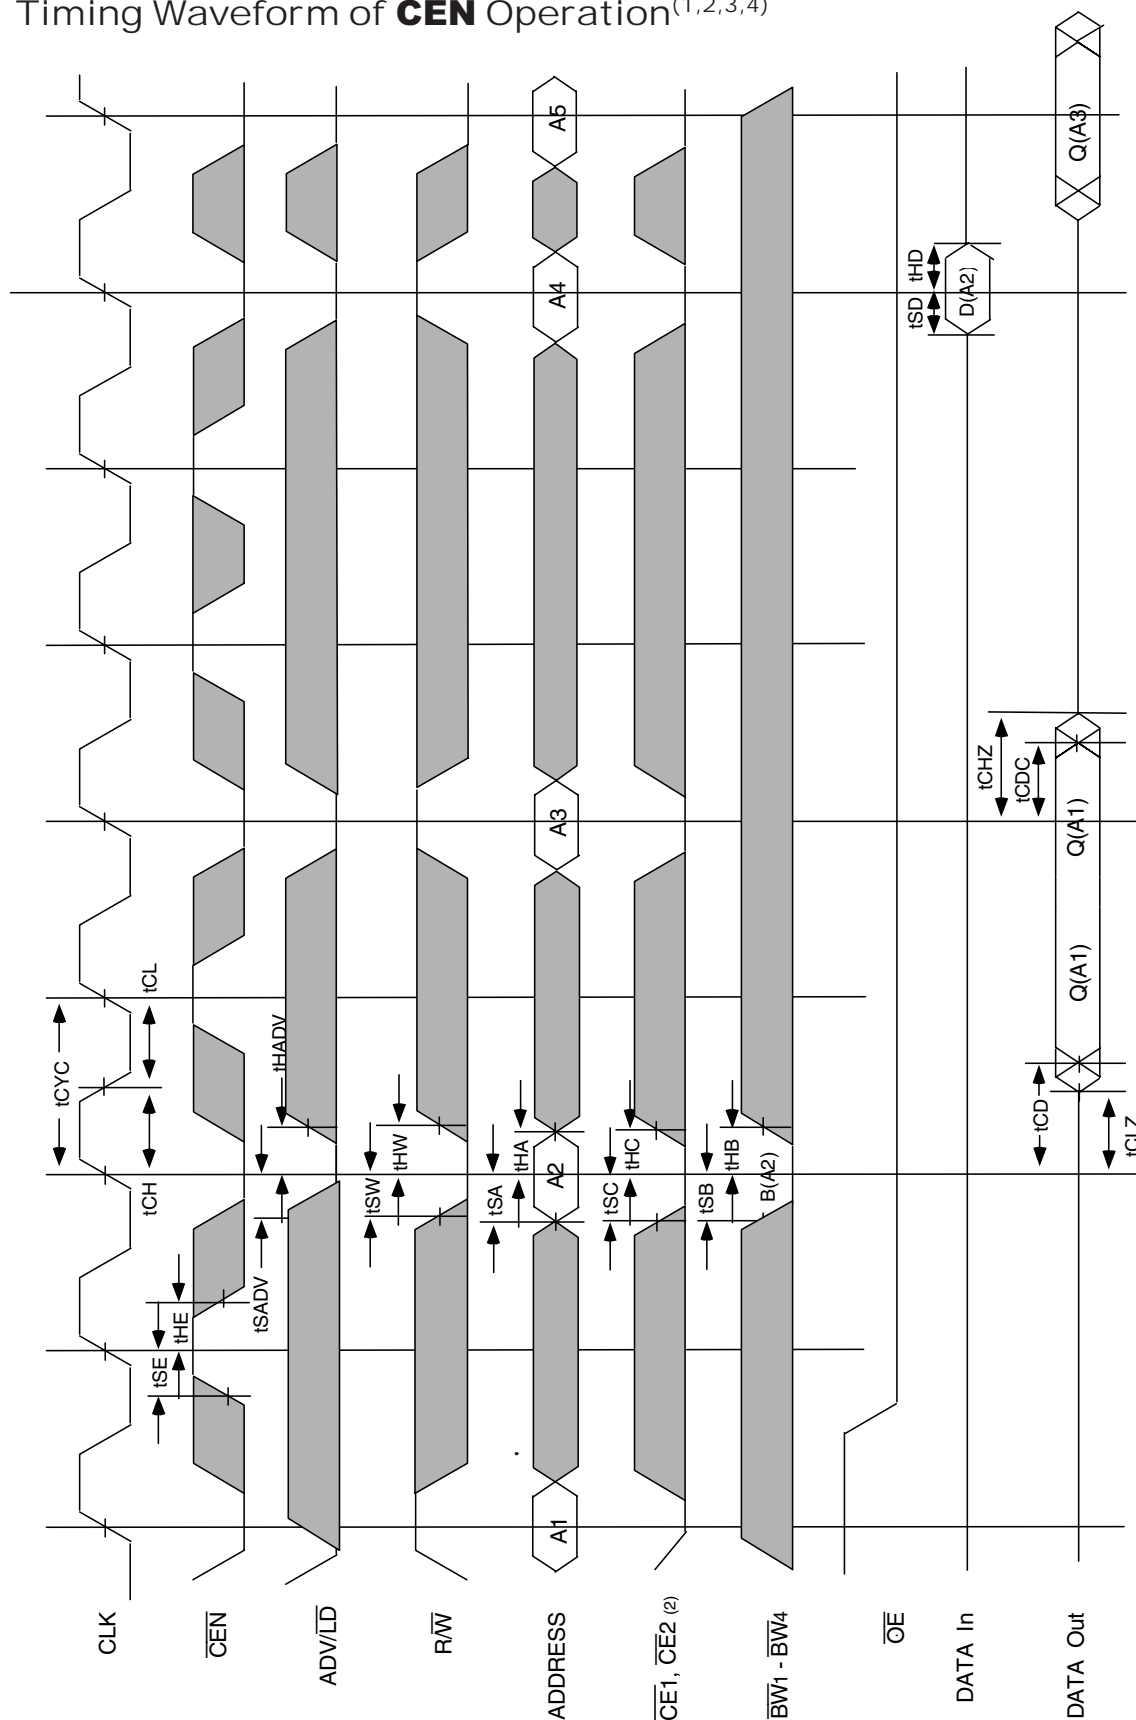 Timing Waveform of CEN Operation(1,2,3,4)
CLK
tCYC
tCH
tCL
CEN
tSE
tHE
ADV/LD
tSADV
tHADV
R/W
tSW
tHW
ADDRESS
A1
tSA
tHA
A2
A3
A4
A5
CE1, CE2 (2)
tSC
tHC
BW1 - BW4
tSB
tHB
B(A2)
OE
DATA In
tSD
tHD
D(A2)
DATA Out
tCD
tCLZ
Q(A1)
Q(A1)
tCHZ
tCDC
Q(A3)